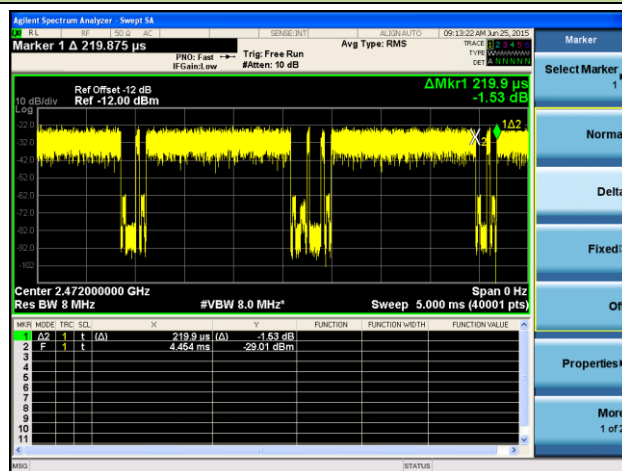 Agilent Spectrum Analyzer - Swept SA
RL RF 50 Ω AC SENSE:INT ALIGN AUTO 09:13:22 AM Jun 25, 2015
Marker 1 Δ 219.875 µs
PNO: Fast
IFGain:Low
Trig: Free Run
#Atten: 10 dB
Avg Type: RMS
TRACE 1 2 3 4 5 6
TYPE
DET A N N N N N
Ref Offset -12 dB
10 dB/div Ref -12.00 dBm
ΔMkr1 219.9 µs
-1.53 dB
Log
-22.0
-32.0
-42.0
-52.0
-62.0
-72.0
-82.0
-92.0
-102
X2
1Δ2
Center 2.472000000 GHz Span 0 Hz
Res BW 8 MHz #VBW 8.0 MHz* Sweep 5.000 ms (40001 pts)
MKR MODE TRC SCL X Y FUNCTION FUNCTION WIDTH FUNCTION VALUE
1 Δ2 1 t (Δ) 219.9 µs (Δ) -1.53 dB
2 F 1 t 4.454 ms -29.01 dBm
3
4
5
6
7
8
9
10
11
MSG STATUS
Marker
Select Marker
1
Norma
Delta
Fixed
Of
Properties
More
1 of 2